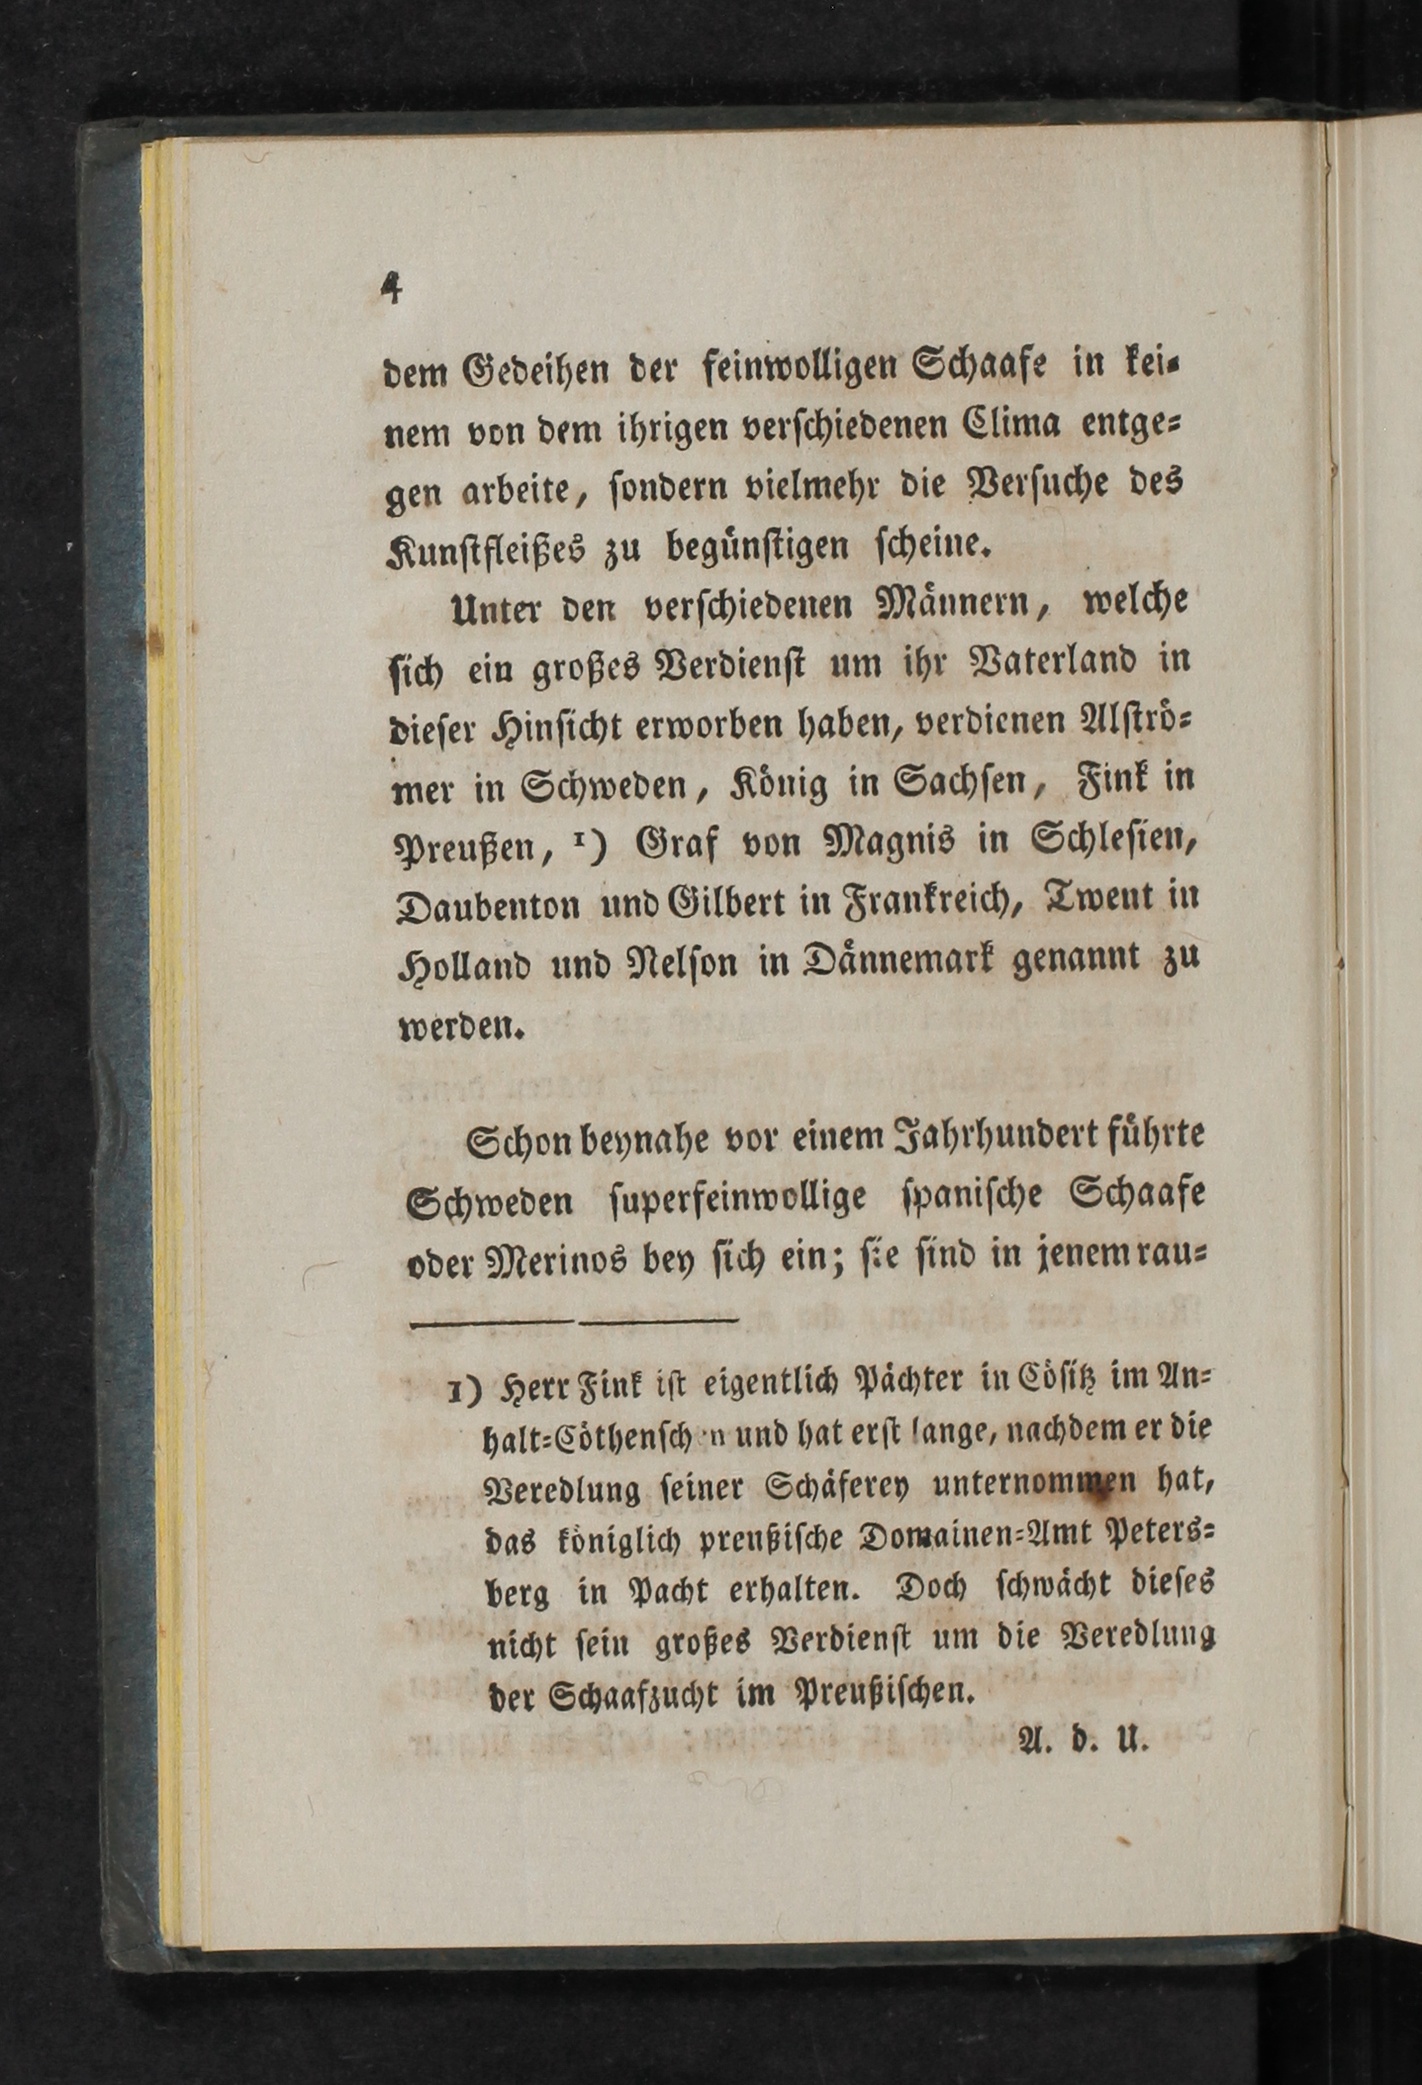 4
dem Gedeihen der feinwolligen Schaafe in kei-
nem von dem ihrigen verschiedenen Clima entge-
gen arbeite, sondern vielmehr die Versuche des
Kunstfleißes zu begünstigen scheine.
Unter den verschiedenen Männern, welche
sich ein großes Verdienst um ihr Vaterland in
dieser Hinsicht erworben haben, verdienen Alströ-
mer in Schweden, König in Sachsen, Fink in
Preußen, 1) Graf von Magnis in Schlesien,
Daubenton und Gilbert in Frankreich, Twent in
Holland und Nelson in Dännemark genannt zu
werden.
Schon beynahe vor einem Jahrhundert führte
Schweden superfeinwollige spanische Schaafe
oder Merinos bey sich ein; sie sind in jenem rau-
1) Herr Fink ist eigentlich Pächter in Cösitz im An-
halt-Cöthenschen und hat erst lange, nachdem er die
Veredlung seiner Schäferey unternommen hat,
das königlich preußische Domainen-Amt Peters-
berg in Pacht erhalten. Doch schwächt dieses
nicht sein großes Verdienst um die Veredlung
der Schaafzucht im Preußischen.
A. d. U.